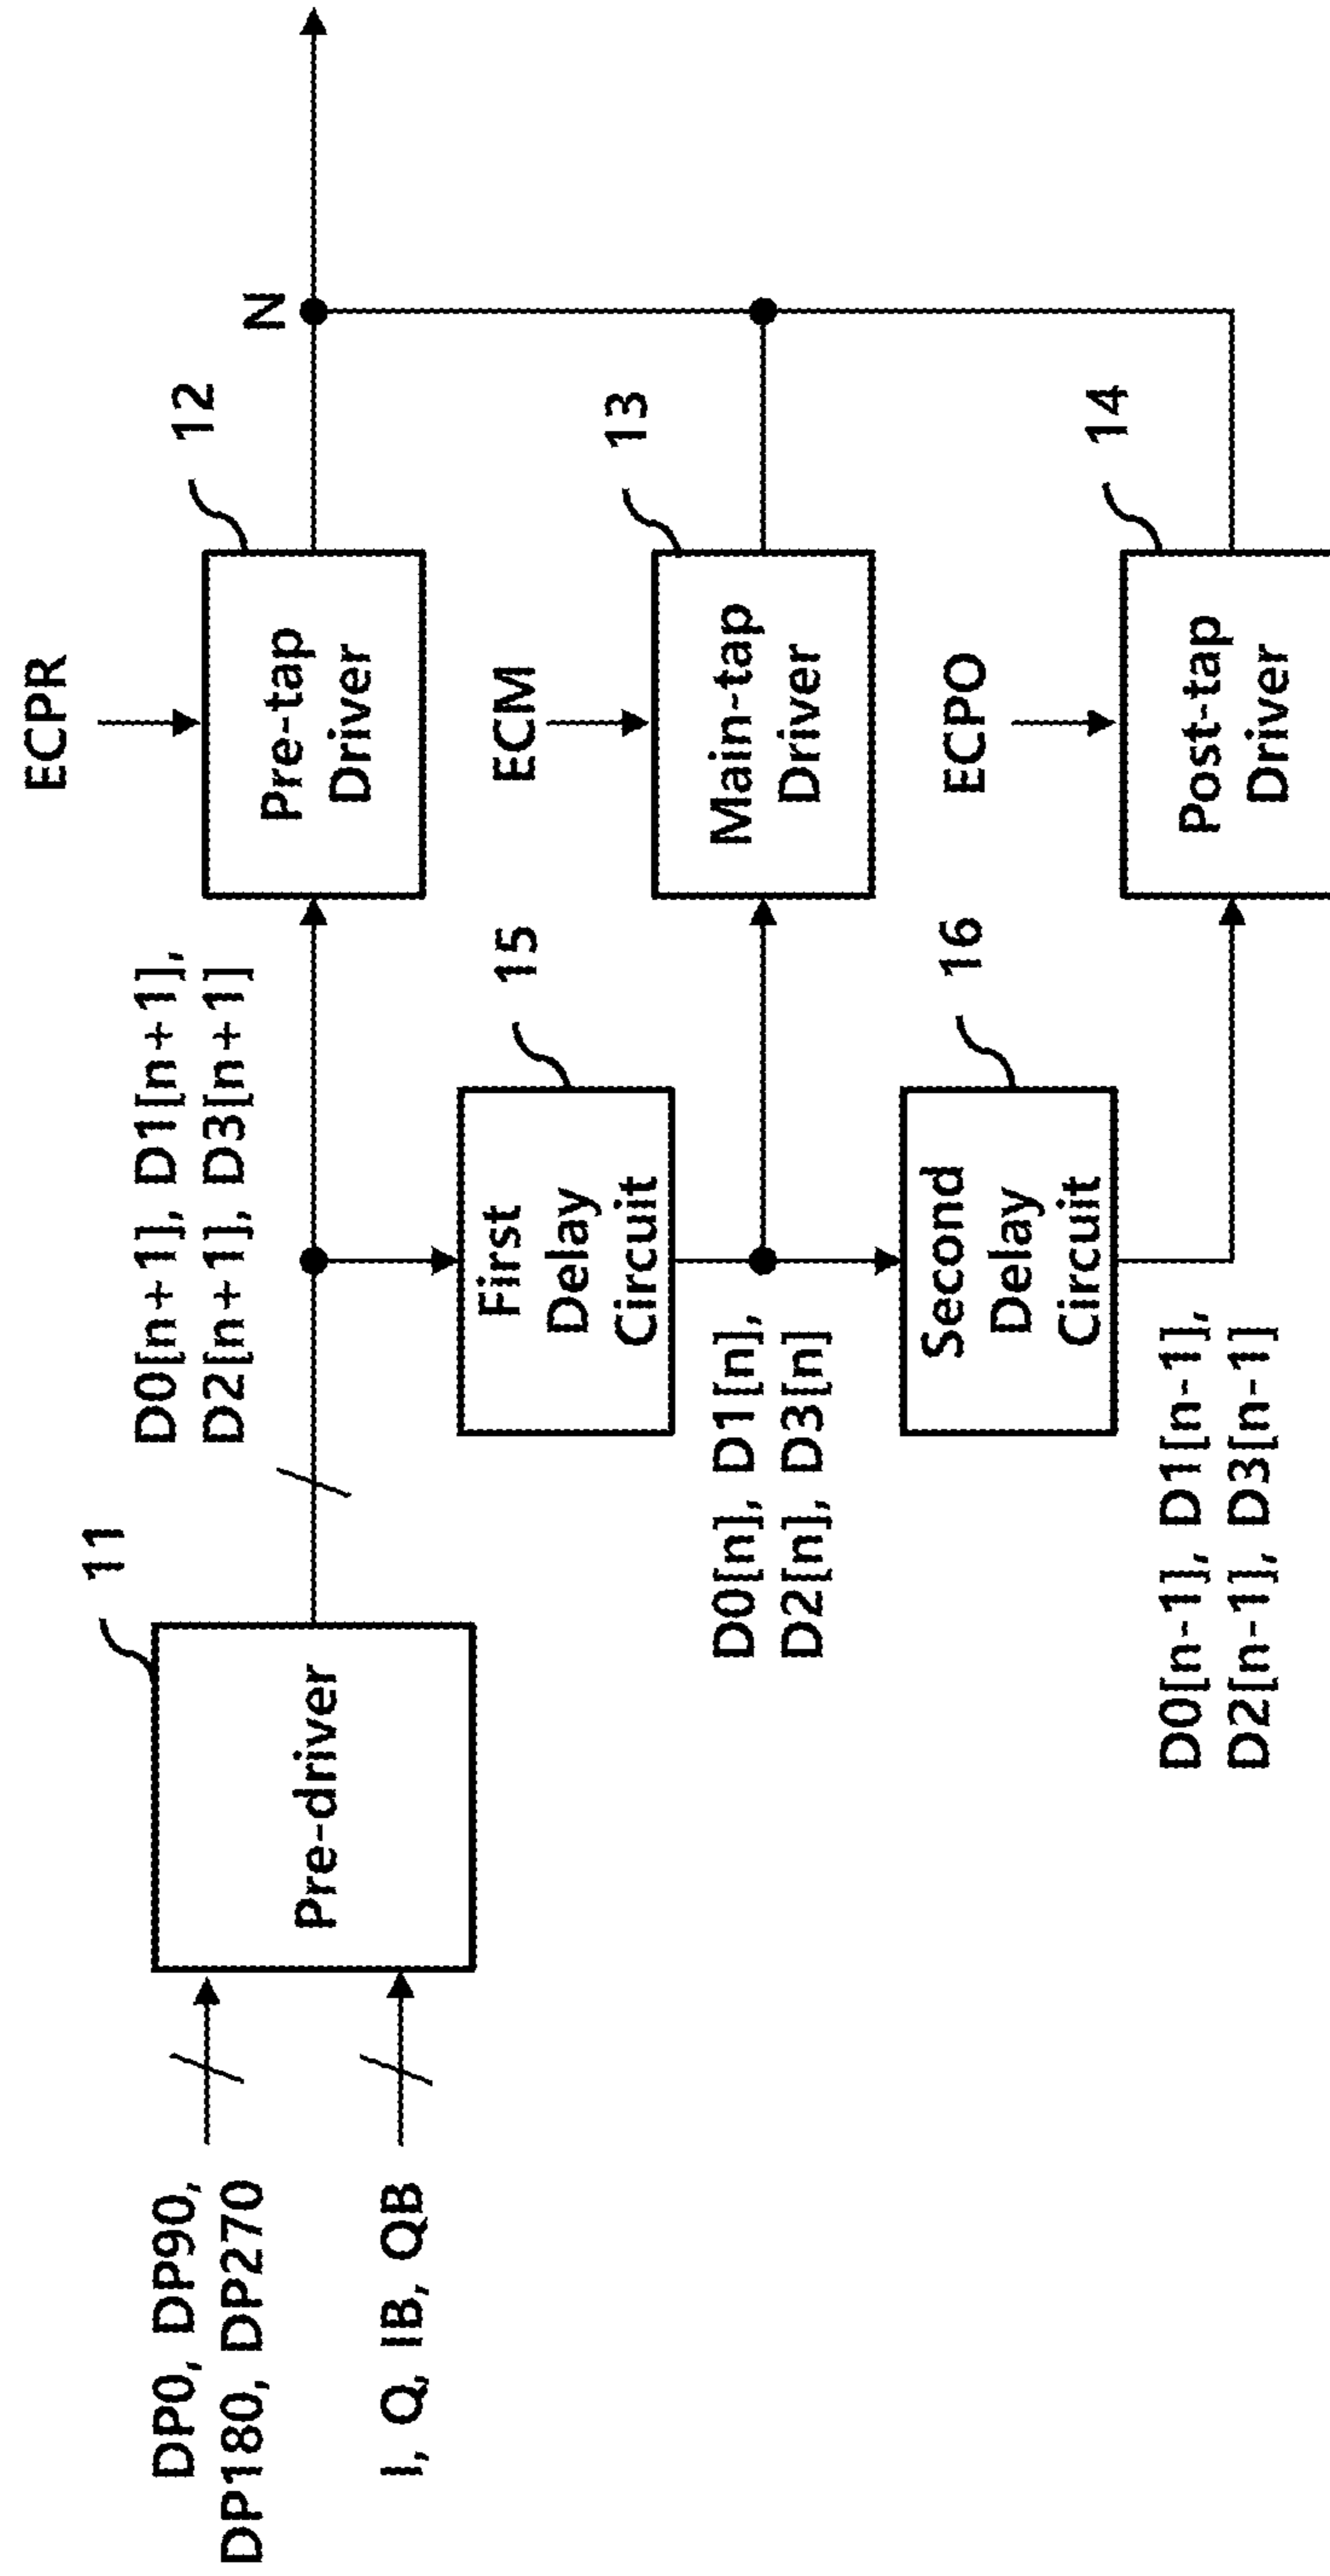 DP0, DP90,
DP180, DP270
I, Q, IB, QB
11
Pre-driver
D0[n+1], D1[n+1],
D2[n+1], D3[n+1]
ECPR
12
Pre-tap
Driver
N
15
First
Delay
Circuit
D0[n], D1[n],
D2[n], D3[n]
ECM
13
Main-tap
Driver
16
Second
Delay
Circuit
D0[n-1], D1[n-1],
D2[n-1], D3[n-1]
ECPO
14
Post-tap
Driver